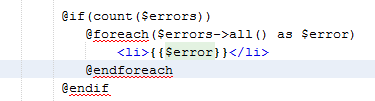 @if(count($errors))
@foreach($errors->all() as $error)
<li>{{$error}}</li>
@endforeach
@endif